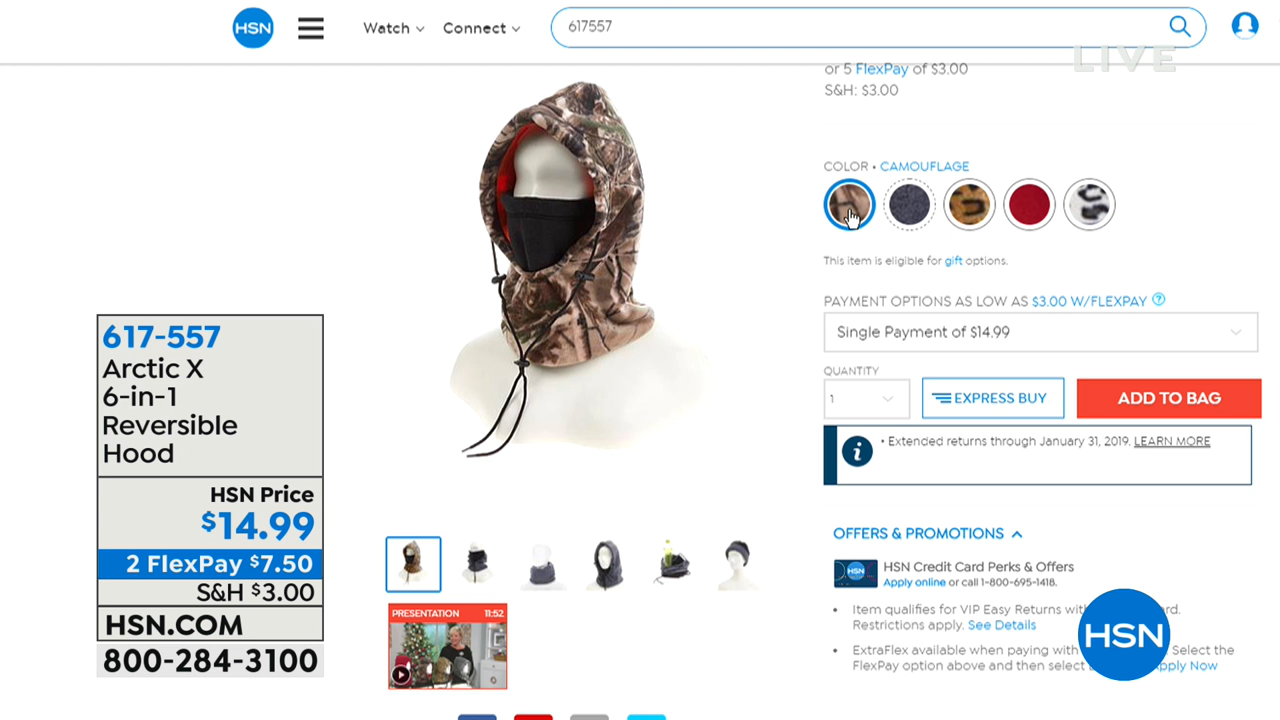 HSN
Watch
Connect
617557
LIVE
or 5 FlexPay of $3.00
S&H: $3.00
COLOR • CAMOUFLAGE
This item is eligible for gift options.
PAYMENT OPTIONS AS LOW AS $3.00 W/FLEXPAY ?
Single Payment of $14.99
QUANTITY
1
EXPRESS BUY
ADD TO BAG
i
• Extended returns through January 31, 2019. LEARN MORE
617-557
Arctic X
6-in-1
Reversible
Hood
HSN Price
$14.99
2 FlexPay $7.50
S&H $3.00
HSN.COM
800-284-3100
PRESENTATION 11:52
OFFERS & PROMOTIONS
HSN
HSN Credit Card Perks & Offers
Apply online or call 1-800-695-1418.
• Item qualifies for VIP Easy Returns
Restrictions apply. See Details
• ExtraFlex available when paying with Select the
FlexPay option above and then select Apply Now
HSN